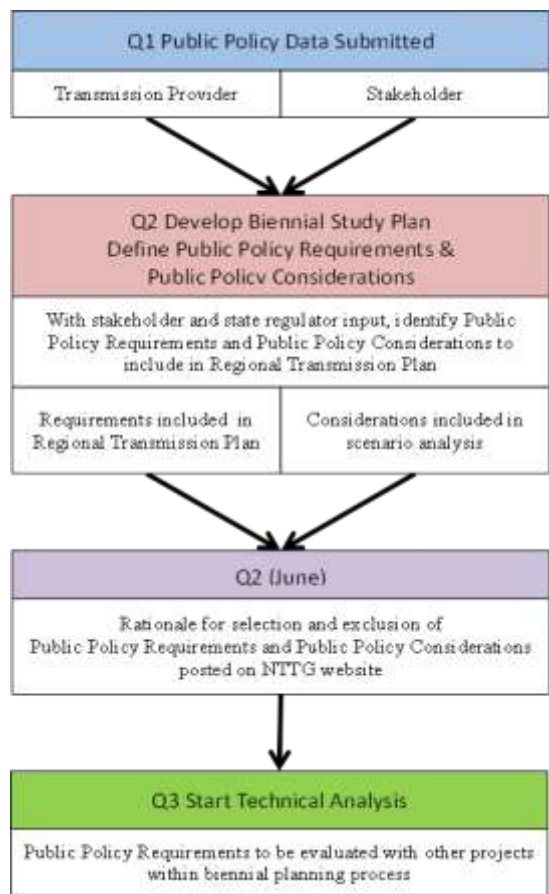 Q1 Public Policy Data Submitted
Transmission Provider
Stakeholder
Q2 Develop Biennial Study Plan
Define Public Policy Requirements &
Public Policy Considerations
With stakeholder and state regulator input, identify Public
Policy Requirements and Public Policy Considerations to
include in Regional Transmission Plan
Requirements included in
Regional Transmission Plan
Considerations included in
scenario analysis
Q2 (June)
Rationale for selection and exclusion of
Public Policy Requirements and Public Policy Considerations
posted on NTTG website
Q3 Start Technical Analysis
Public Policy Requirements to be evaluated with other projects
within biennial planning process